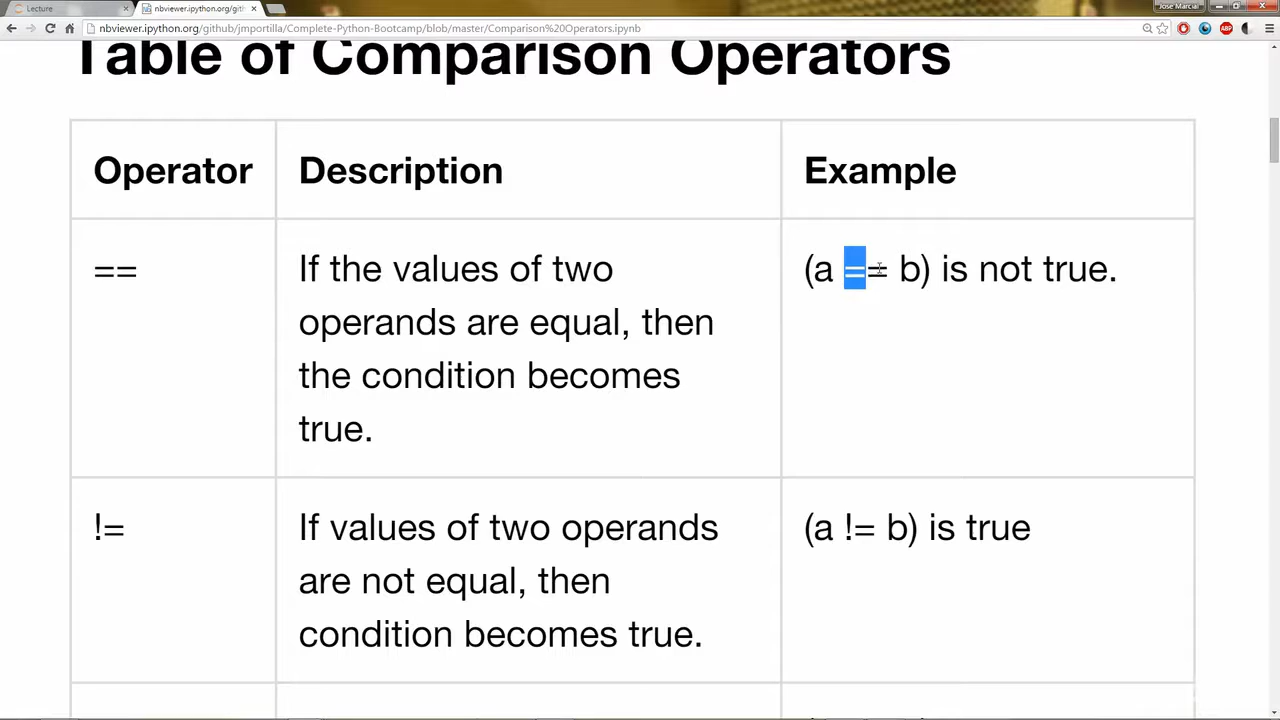 Lecture
nbviewer.ipython.org/gith
Jose Marcial
nbviewer.ipython.org/github/jmportilla/Complete-Python-Bootcamp/blob/master/Comparison%20Operators.ipynb
ABP
Table of Comparison Operators
Operator Description Example
== If the values of two (a == b) is not true.
operands are equal, then
the condition becomes
true.
!= If values of two operands (a != b) is true
are not equal, then
condition becomes true.